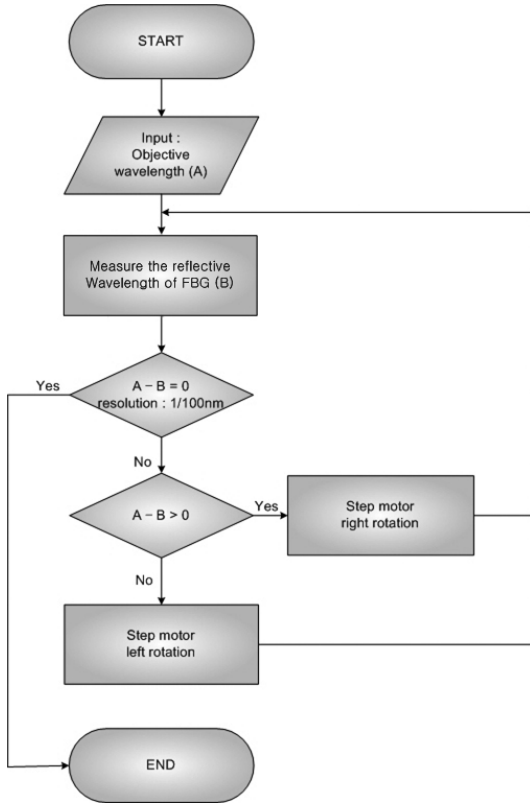 START
Input :
Objective
wavelength (A)
Measure the reflective
Wavelength of FBG (B)
Yes
A − B = 0
resolution : 1/100nm
No
A − B > 0
Yes
Step motor
right rotation
No
Step motor
left rotation
END